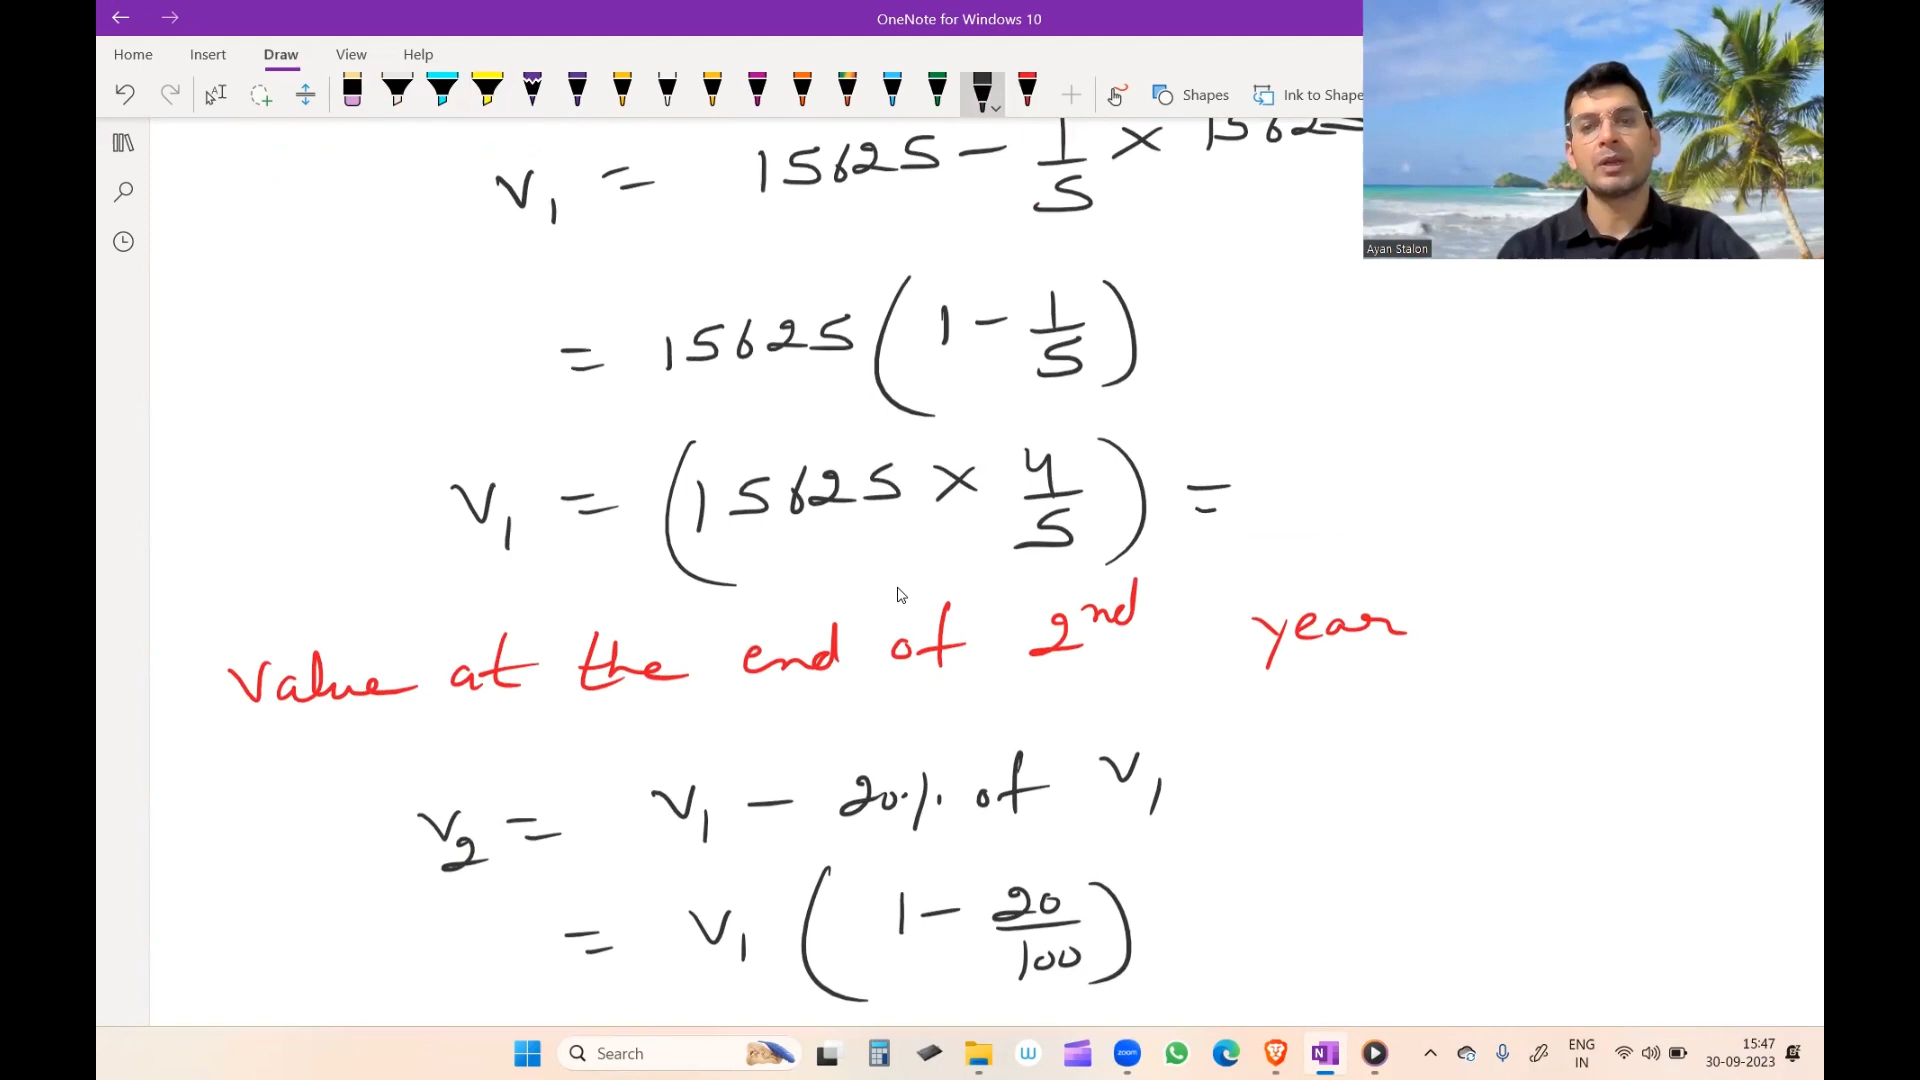 OneNote for Windows 10
Home Insert Draw View Help
Shapes Ink to Shape
Ayan Stalon
V₁ = 15625 - 1/5 × 15625
= 15625 (1 - 1/5)
V₁ = (15625 × 4/5) =
Value at the end of 2nd year
V₂ = V₁ - 20% of V₁
= V₁ (1 - 20/100)
Search
zoom
ENG
IN
15:47
30-09-2023